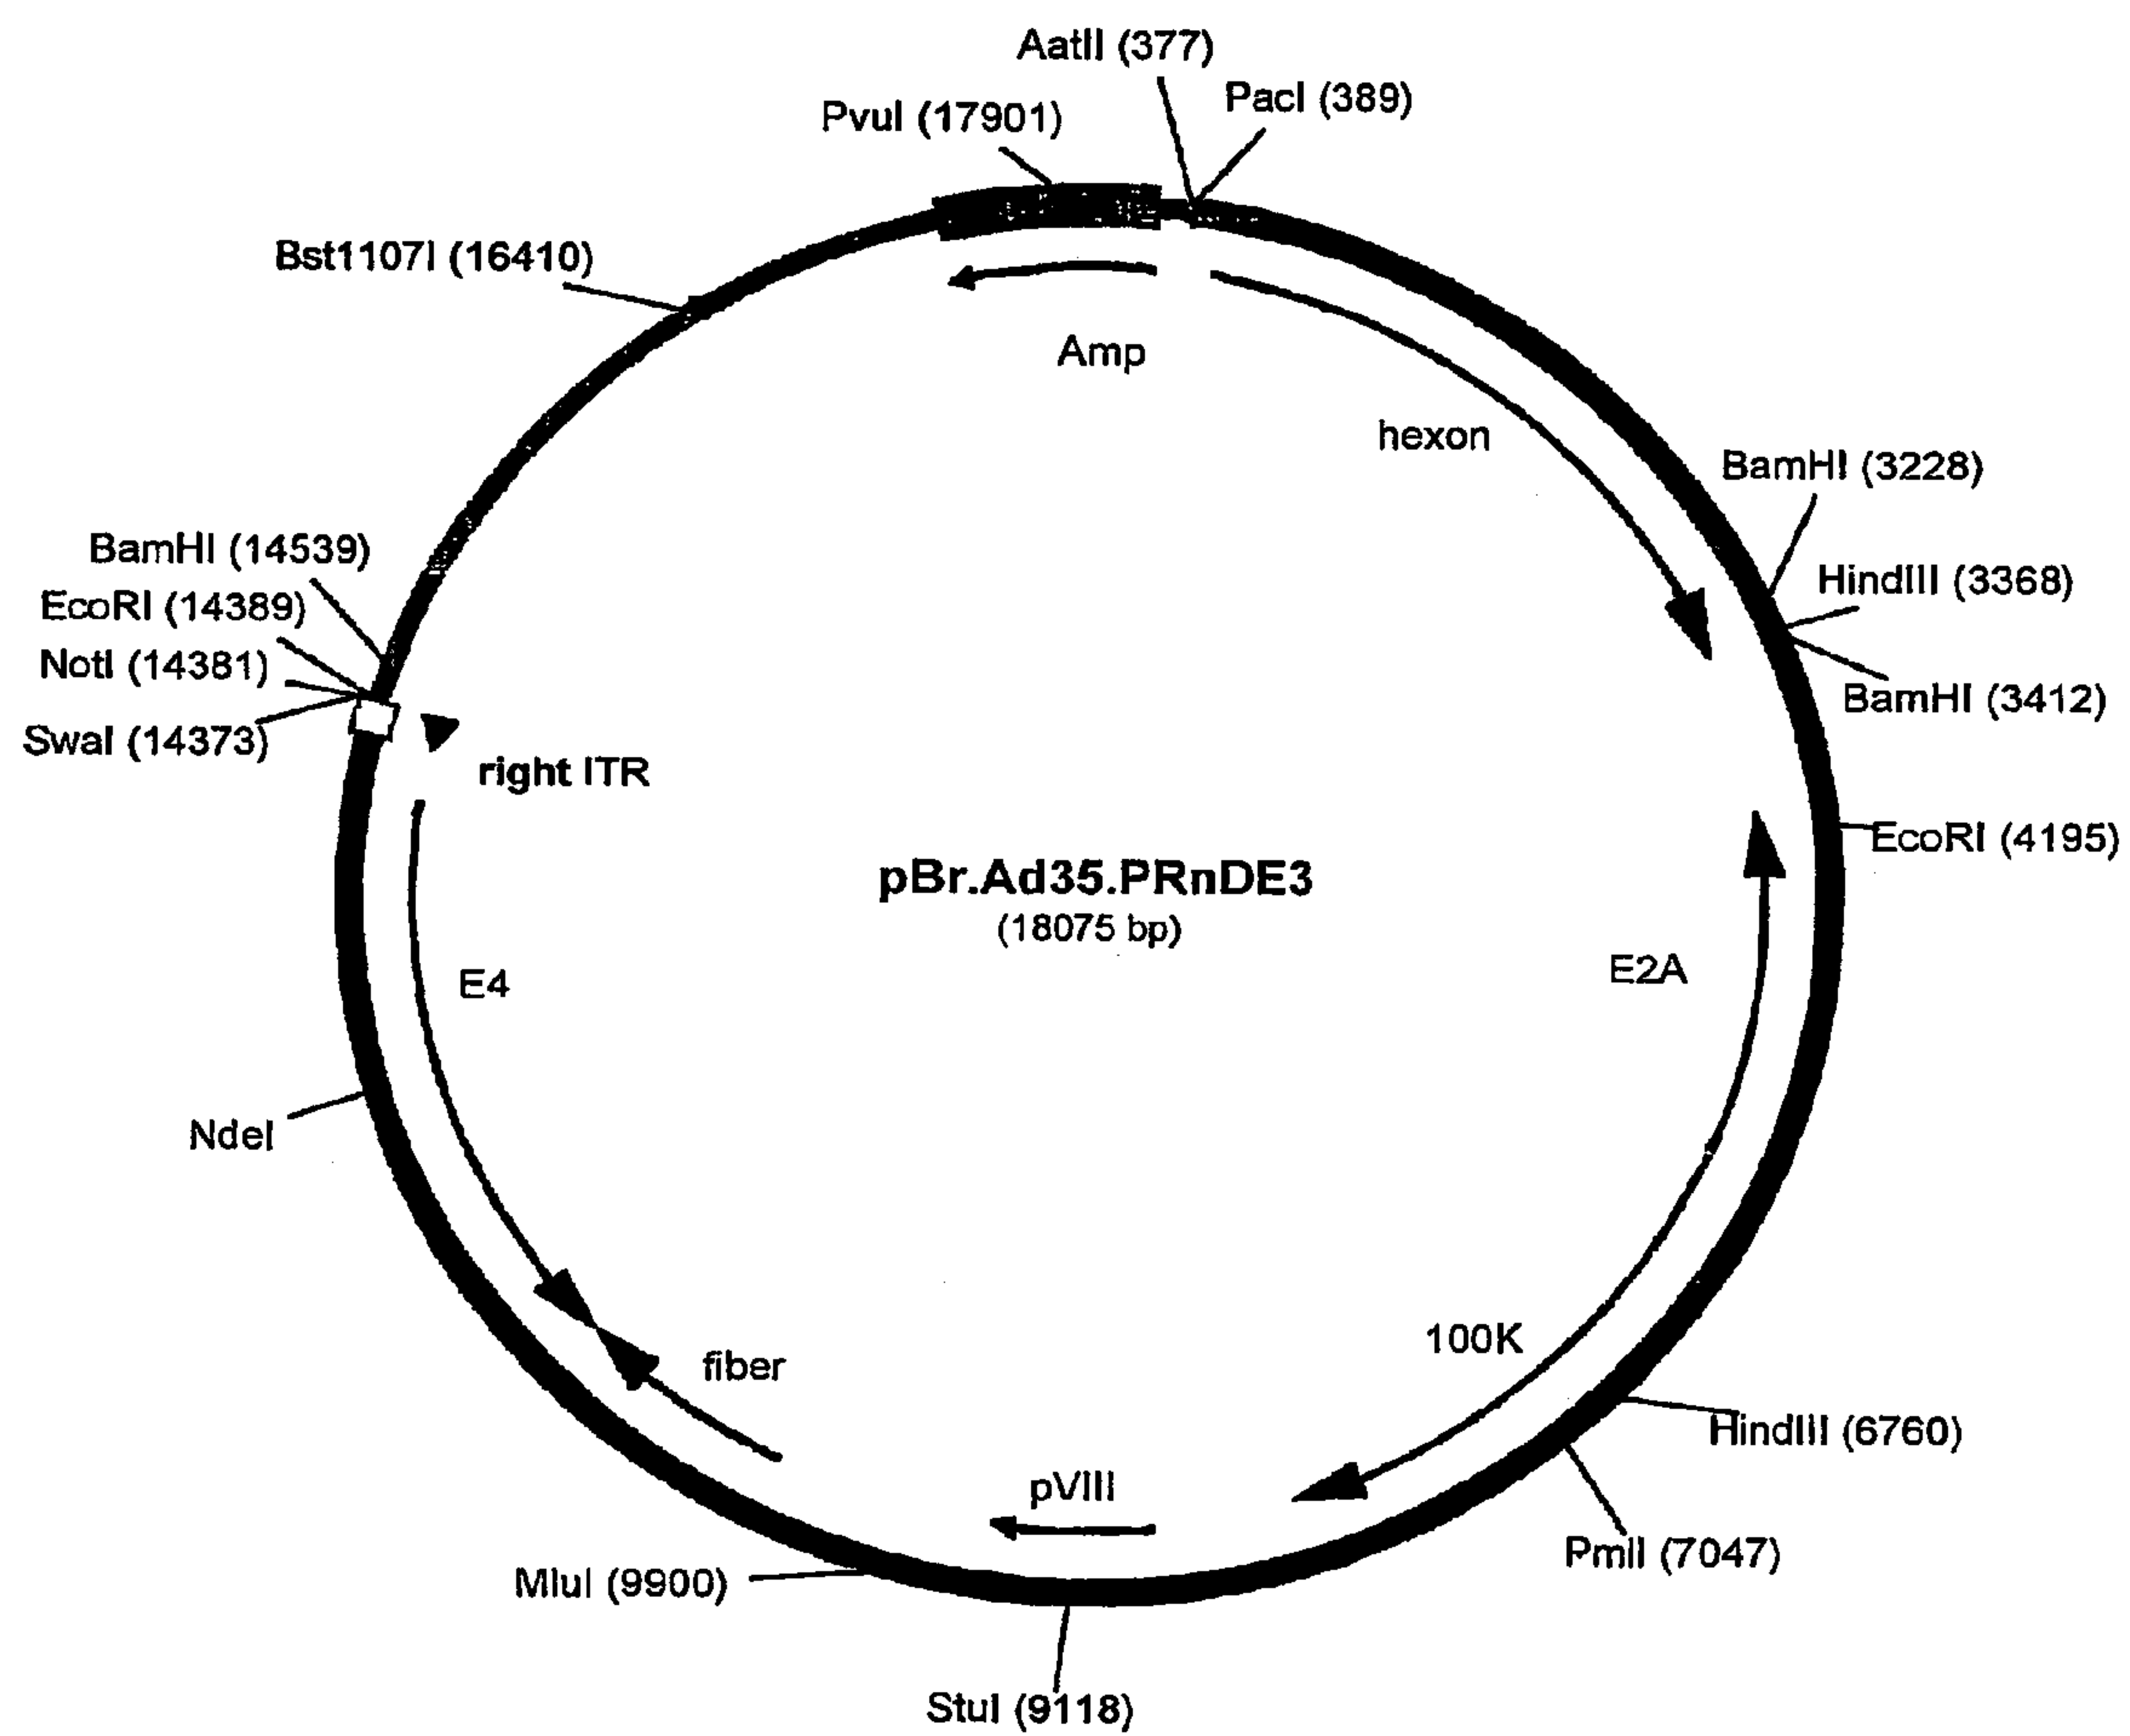 AatII (377)
PacI (389)
PvuI (17901)
Bst1107I (16410)
Amp
hexon
BamHI (3228)
HindIII (3368)
BamHI (3412)
BamHI (14539)
EcoRI (14389)
NotI (14381)
SwaI (14373)
right ITR
EcoRI (4195)
pBr.Ad35.PRnDE3
(18075 bp)
E4
E2A
NdeI
100K
fiber
HindIII (6760)
pVIII
PmlI (7047)
MluI (9900)
StuI (9118)